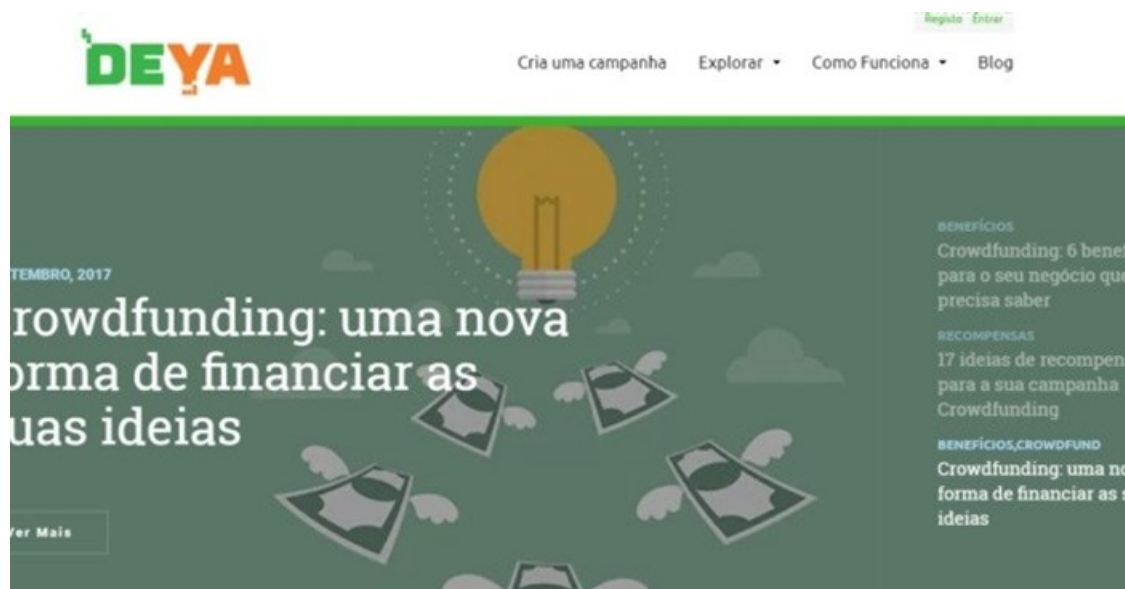 Registo Entrar
DEYA
Cria uma campanha Explorar Como Funciona Blog
TEMBRO, 2017
rowdfunding: uma nova
orma de financiar as
uas ideias
Ver Mais
BENEFÍCIOS
Crowdfunding: 6 benef
para o seu negócio que
precisa saber
RECOMPENSAS
17 ideias de recompen
para a sua campanha
Crowdfunding
BENEFÍCIOS,CROWDFUND
Crowdfunding: uma no
forma de financiar as s
ideias